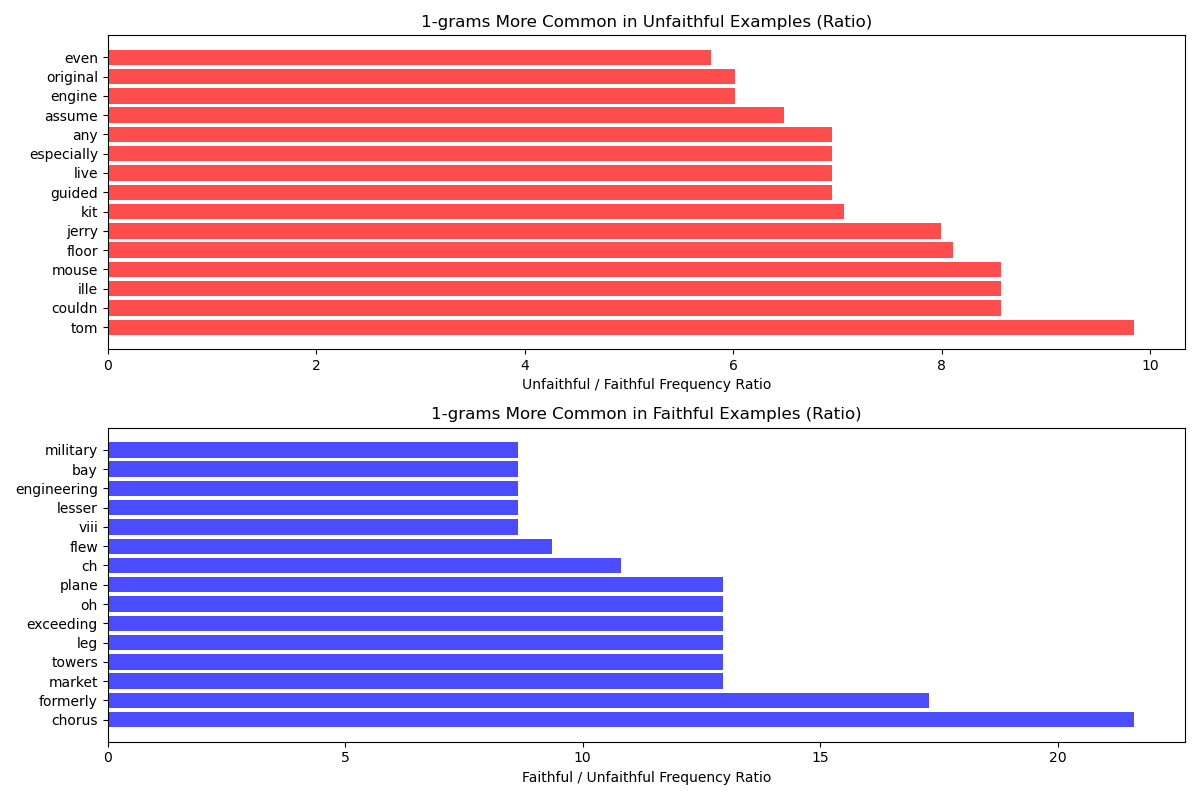 1-grams More Common in Unfaithful Examples (Ratio)
even
original
engine
assume
any
especially
live
guided
kit
jerry
floor
mouse
ille
couldn
tom
0 2 4 6 8 10
Unfaithful / Faithful Frequency Ratio
1-grams More Common in Faithful Examples (Ratio)
military
bay
engineering
lesser
viii
flew
ch
plane
oh
exceeding
leg
towers
market
formerly
chorus
0 5 10 15 20
Faithful / Unfaithful Frequency Ratio